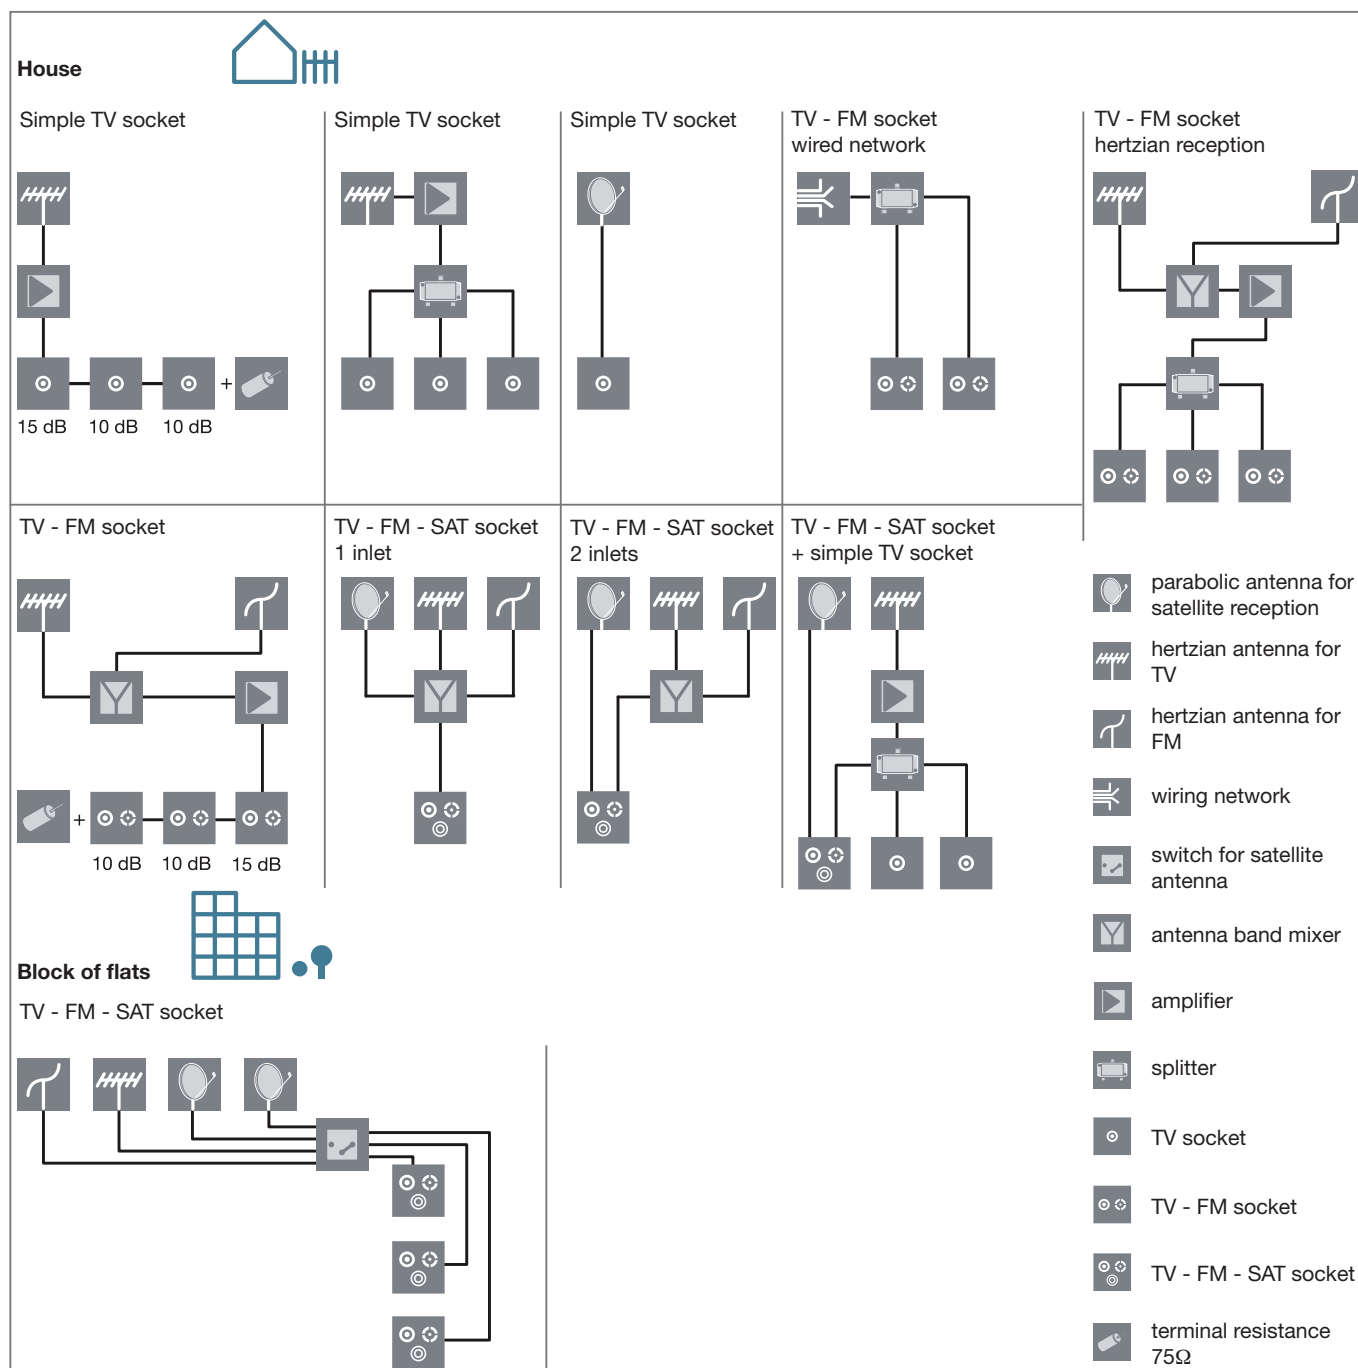 House
Simple TV socket
Simple TV socket
Simple TV socket
TV - FM socket
wired network
TV - FM socket
hertzian reception
+
15 dB
10 dB
10 dB
TV - FM socket
TV - FM - SAT socket
1 inlet
TV - FM - SAT socket
2 inlets
TV - FM - SAT socket
+ simple TV socket
+
10 dB
10 dB
15 dB
Block of flats
TV - FM - SAT socket
parabolic antenna for
satellite reception
hertzian antenna for
TV
hertzian antenna for
FM
wiring network
switch for satellite
antenna
antenna band mixer
amplifier
splitter
TV socket
TV - FM socket
TV - FM - SAT socket
terminal resistance
75Ω